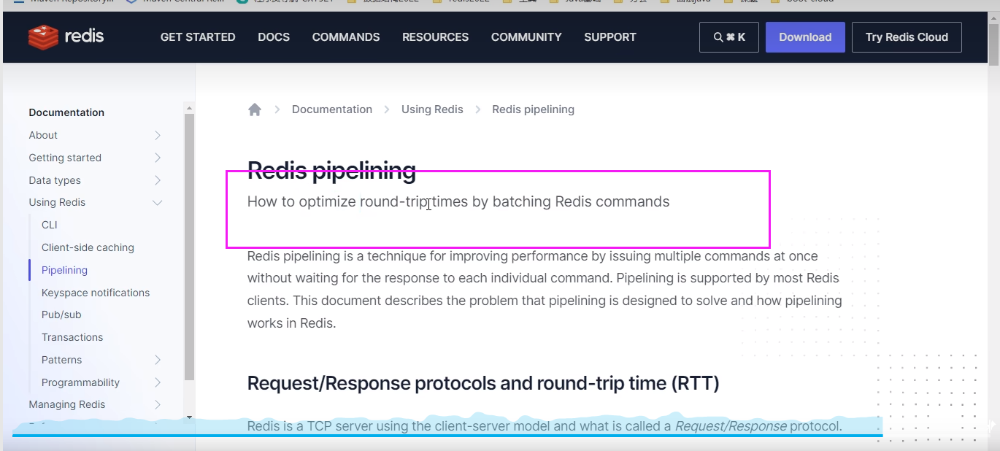 redis
GET STARTED
DOCS
COMMANDS
RESOURCES
COMMUNITY
SUPPORT
⌘ K
Download
Try Redis Cloud
Documentation
About
Getting started
Data types
Using Redis
CLI
Client-side caching
Pipelining
Keyspace notifications
Pub/sub
Transactions
Patterns
Programmability
Managing Redis
Documentation
Using Redis
Redis pipelining
Redis pipelining
How to optimize round-trip times by batching Redis commands
Redis pipelining is a technique for improving performance by issuing multiple commands at once
without waiting for the response to each individual command. Pipelining is supported by most Redis
clients. This document describes the problem that pipelining is designed to solve and how pipelining
works in Redis.
Request/Response protocols and round-trip time (RTT)
Redis is a TCP server using the client-server model and what is called a Request/Response protocol.